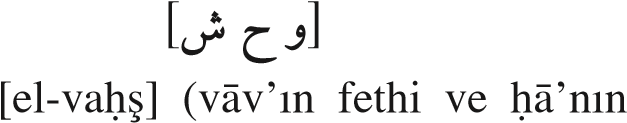 [و ح ش]
[el-vaḥş] (vāv’ın fethi ve ḥā’nın